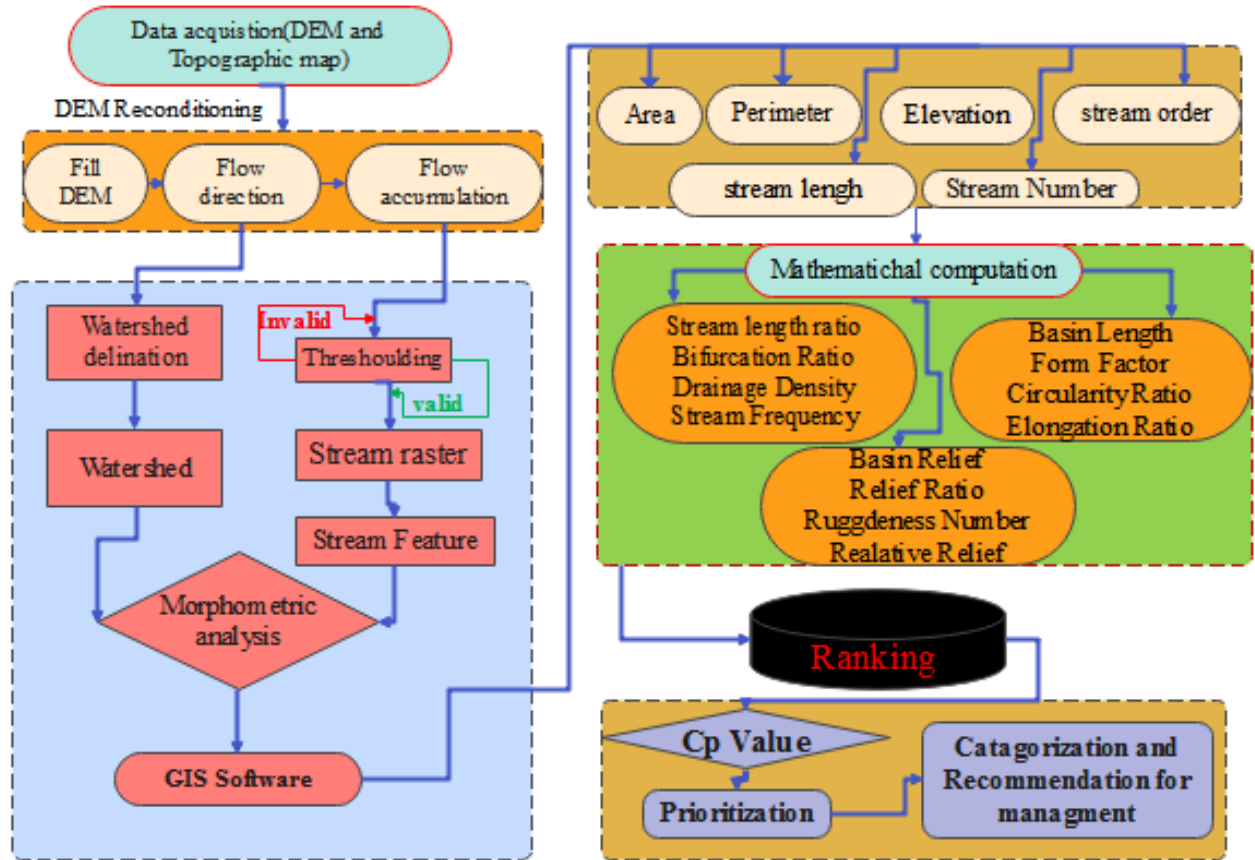 Data acquistion(DEM and
Topographic map)
DEM Reconditioning
Fill
DEM
Flow
direction
Flow
accumulation
Watershed
delination
Watershed
Invalid
Threshoulding
valid
Stream raster
Stream Feature
Morphometric
analysis
GIS Software
Area
Perimeter
Elevation
stream order
stream lengh
Stream Number
Mathematichal computation
Stream length ratio
Bifurcation Ratio
Drainage Density
Stream Frequency
Basin Length
Form Factor
Circularity Ratio
Elongation Ratio
Basin Relief
Relief Ratio
Ruggdeness Number
Realative Relief
Ranking
Cp Value
Prioritization
Catagorization and
Recommendation for
managment